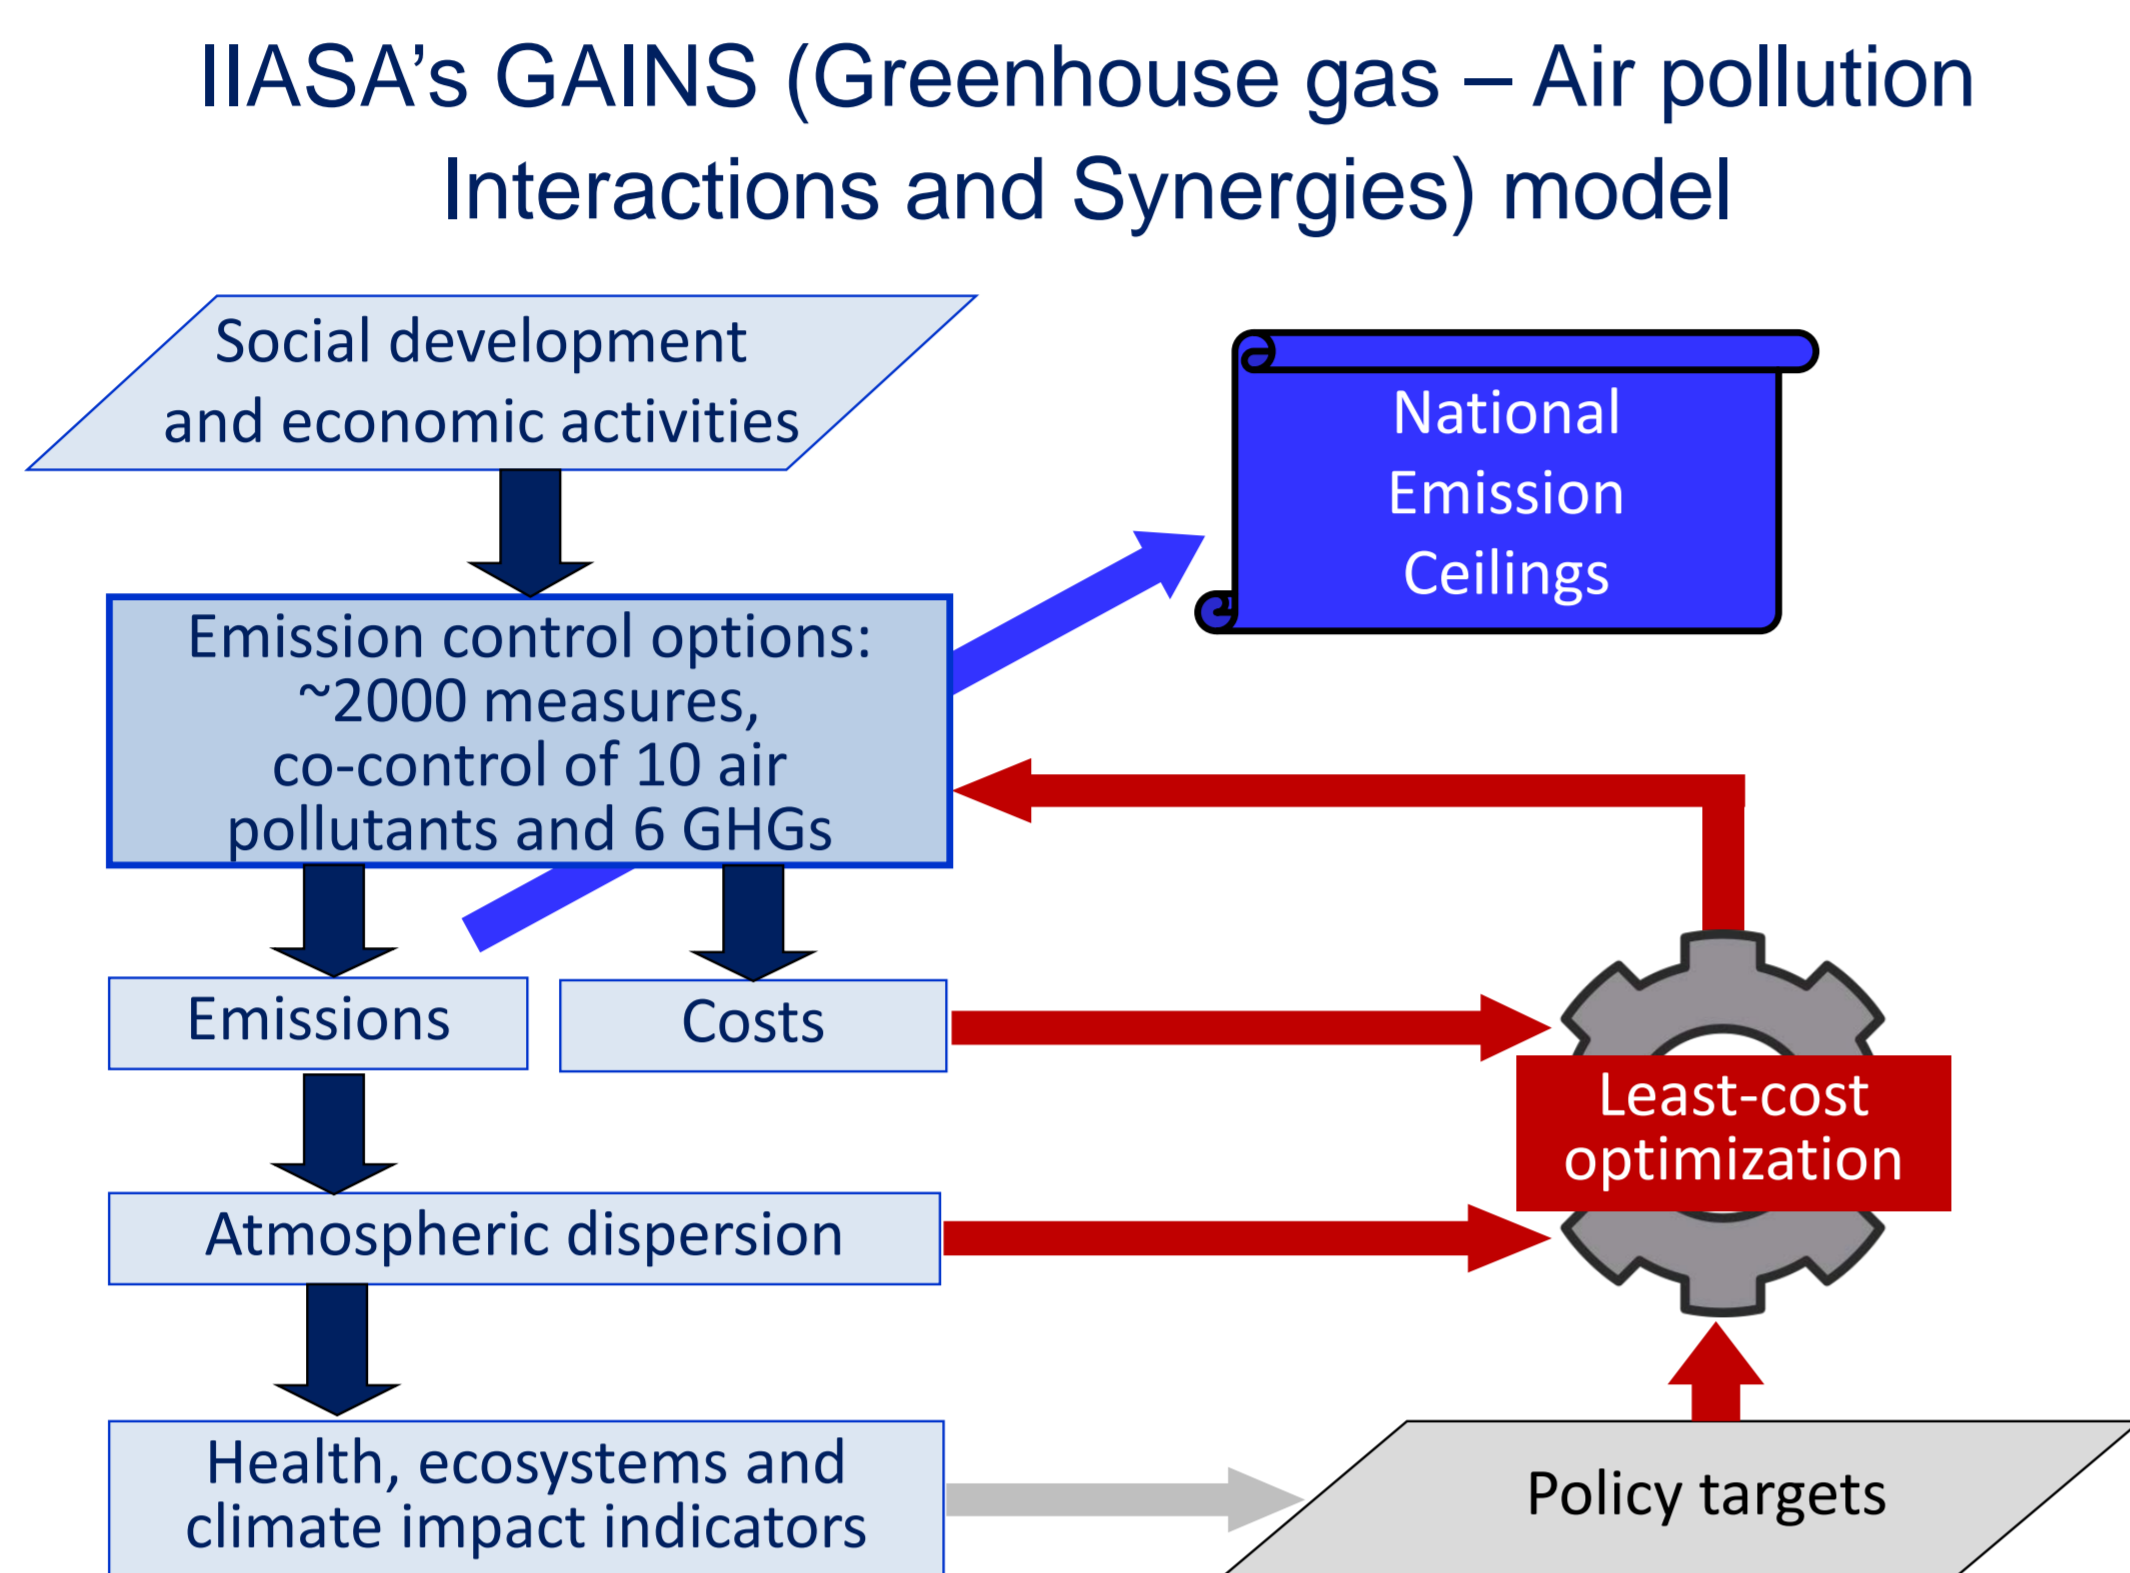 IIASA’s GAINS (Greenhouse gas – Air pollution
Interactions and Synergies) model
Social development
and economic activities
National
Emission
Ceilings
Emission control options:
~2000 measures,
co-control of 10 air
pollutants and 6 GHGs
Emissions
Costs
Least-cost
optimization
Atmospheric dispersion
Health, ecosystems and
climate impact indicators
Policy targets